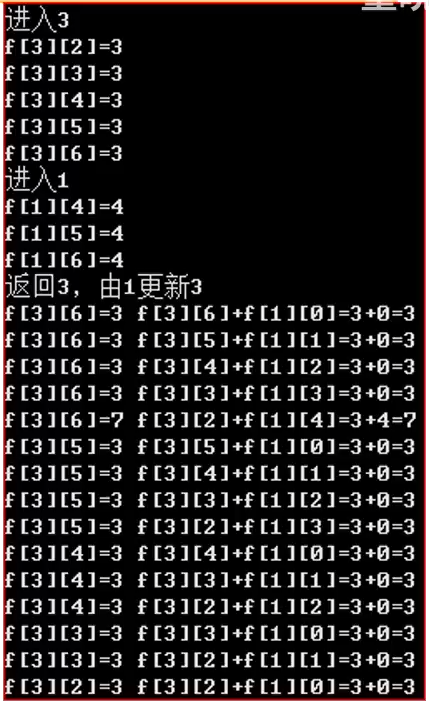 进入3
f[3][2]=3
f[3][3]=3
f[3][4]=3
f[3][5]=3
f[3][6]=3
进入1
f[1][4]=4
f[1][5]=4
f[1][6]=4
返回3，由1更新3
f[3][6]=3 f[3][6]+f[1][0]=3+0=3
f[3][6]=3 f[3][5]+f[1][1]=3+0=3
f[3][6]=3 f[3][4]+f[1][2]=3+0=3
f[3][6]=3 f[3][3]+f[1][3]=3+0=3
f[3][6]=7 f[3][2]+f[1][4]=3+4=7
f[3][5]=3 f[3][5]+f[1][0]=3+0=3
f[3][5]=3 f[3][4]+f[1][1]=3+0=3
f[3][5]=3 f[3][3]+f[1][2]=3+0=3
f[3][5]=3 f[3][2]+f[1][3]=3+0=3
f[3][4]=3 f[3][4]+f[1][0]=3+0=3
f[3][4]=3 f[3][3]+f[1][1]=3+0=3
f[3][4]=3 f[3][2]+f[1][2]=3+0=3
f[3][3]=3 f[3][3]+f[1][0]=3+0=3
f[3][3]=3 f[3][2]+f[1][1]=3+0=3
f[3][2]=3 f[3][2]+f[1][0]=3+0=3